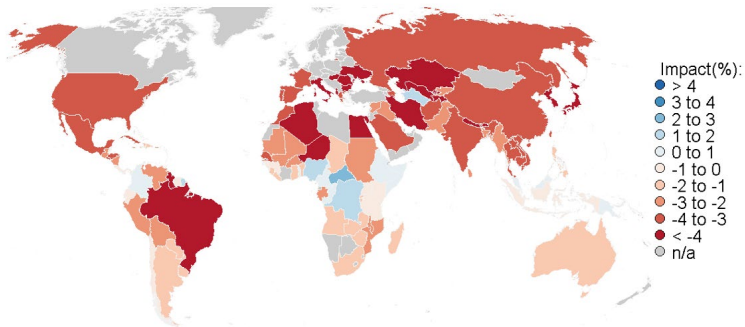 Impact(%):
> 4
3 to 4
2 to 3
1 to 2
0 to 1
-1 to 0
-2 to -1
-3 to -2
-4 to -3
< -4
n/a